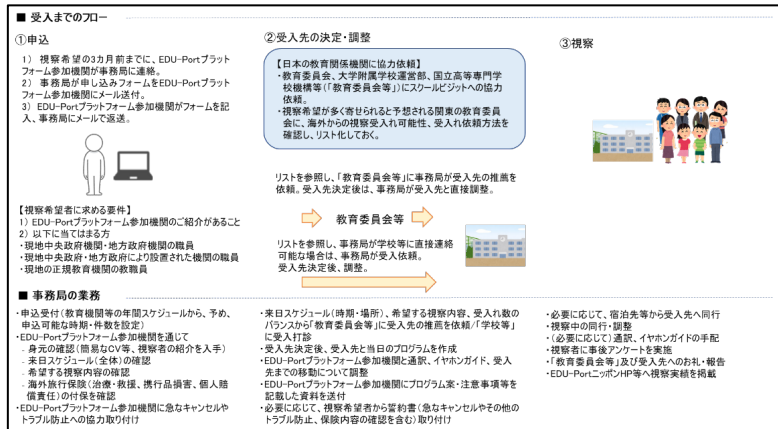 ■ 受入までのフロー
①申込
1） 視察希望の3カ月前までに、EDU-Portプラット
フォーム参加機関が事務局に連絡。
2） 事務局が申し込みフォームをEDU-Portプラット
フォーム参加機関にメール送付。
3） EDU-Portプラットフォーム参加機関がフォームを記
入、事務局にメールで返送。
【視察希望者に求める要件】
1) EDU-Portプラットフォーム参加機関のご紹介があること
2) 以下に当てはまる方
・現地中央政府機関・地方政府機関の職員
・現地中央政府・地方政府により設置された機関の職員
・現地の正規教育機関の教職員
②受入先の決定・調整
【日本の教育関係機関に協力依頼】
・教育委員会、大学附属学校運営部、国立高等専門学
校機構等（「教育委員会等」）にスクールビジットへの協力
依頼。
・視察希望が多く寄せられると予想される関東の教育委員
会に、海外からの視察受入れ可能性、受入れ依頼方法を
確認し、リスト化しておく。
リストを参照し、「教育委員会等」に事務局が受入先の推薦を
依頼。受入先決定後は、事務局が受入先と直接調整。
教育委員会等
リストを参照し、事務局が学校等に直接連絡
可能な場合は、事務局が受入依頼。
受入先決定後、調整。
③視察
■ 事務局の業務
・申込受付（教育機関等の年間スケジュールから、予め、
申込可能な時期・件数を設定）
・EDU-Portプラットフォーム参加機関を通じて
- 身元の確認（簡易なCV等、視察者の紹介を入手）
- 来日スケジュール（全体）の確認
- 希望する視察内容の確認
- 海外旅行保険（治療・救援、携行品損害、個人賠
償責任）の付保を確認
・EDU-Portプラットフォーム参加機関に急なキャンセルや
トラブル防止への協力取り付け
・来日スケジュール（時期・場所）、希望する視察内容、受入れ数の
バランスから「教育委員会等」に受入先の推薦を依頼/「学校等」
に受入打診
・受入先決定後、受入先と当日のプログラムを作成
・EDU-Portプラットフォーム参加機関と通訳、イヤホンガイド、受入
先までの移動について調整
・EDU-Portプラットフォーム参加機関にプログラム案・注意事項等を
記載した資料を送付
・必要に応じて、視察希望者から誓約書（急なキャンセルやその他の
トラブル防止、保険内容の確認を含む）取り付け
・必要に応じて、宿泊先等から受入先へ同行
・視察中の同行・調整
・（必要に応じて）通訳、イヤホンガイドの手配
・視察者に事後アンケートを実施
・「教育委員会等」及び受入先へのお礼・報告
・EDU-PortニッポンHP等へ視察実績を掲載